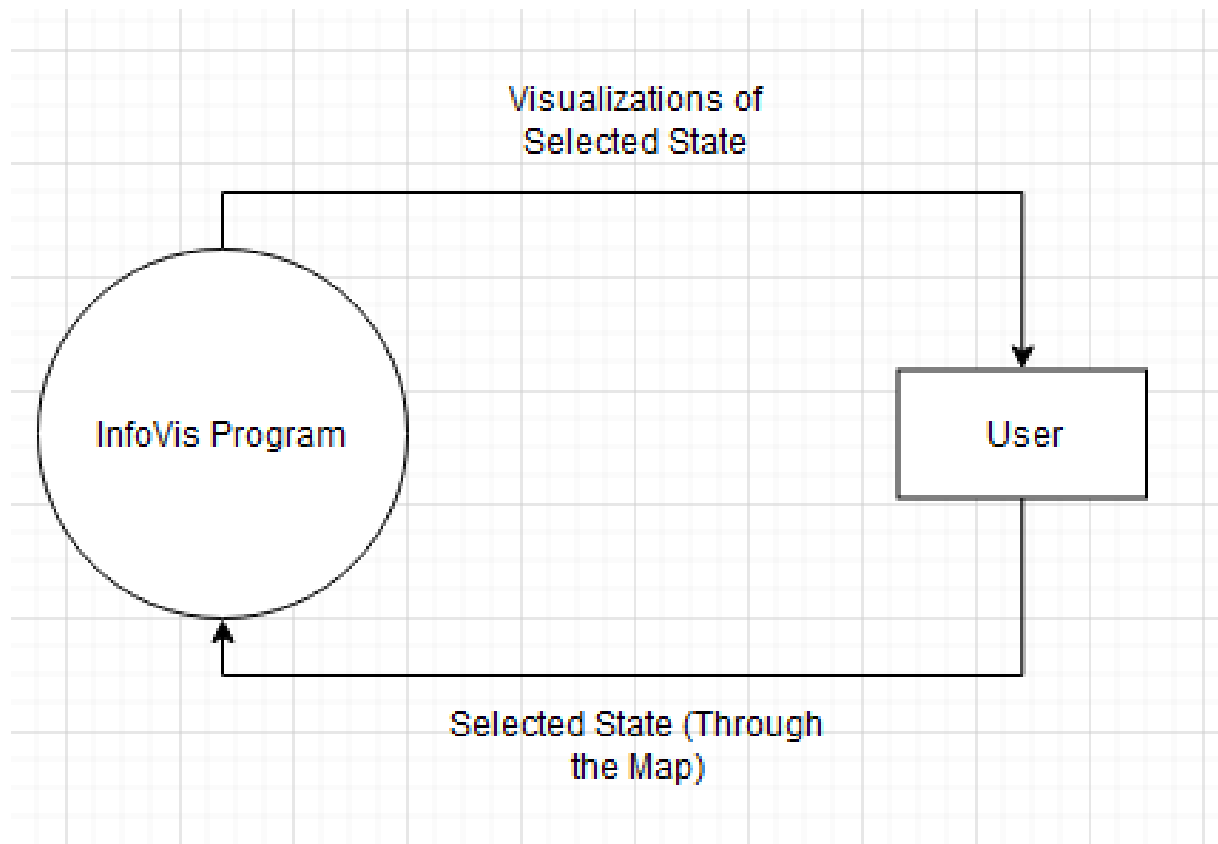 Visualizations of
Selected State
InfoVis Program
User
Selected State (Through
the Map)